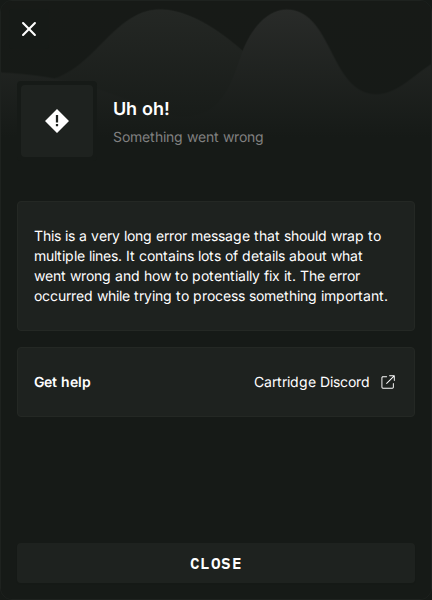 Uh oh!
Something went wrong
This is a very long error message that should wrap to
multiple lines. It contains lots of details about what
went wrong and how to potentially fix it. The error
occurred while trying to process something important.
Get help
Cartridge Discord
CLOSE